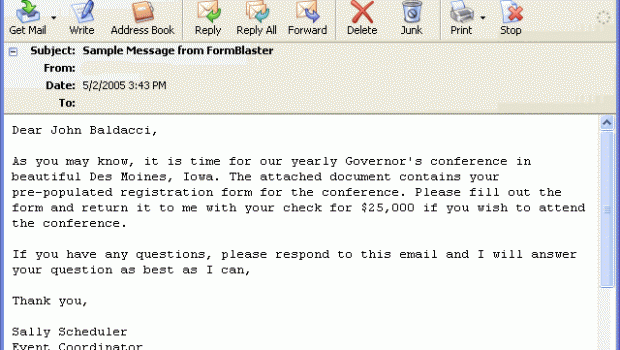 Get Mail Write Address Book Reply Reply All Forward Delete Junk Print Stop
Subject: Sample Message from FormBlaster
From:
Date: 5/2/2005 3:43 PM
To:
Dear John Baldacci,
As you may know, it is time for our yearly Governor's conference in
beautiful Des Moines, Iowa. The attached document contains your
pre-populated registration form for the conference. Please fill out the
form and return it to me with your check for $25,000 if you wish to attend
the conference.
If you have any questions, please respond to this email and I will answer
your question as best as I can,
Thank you,
Sally Scheduler
Event Coordinator